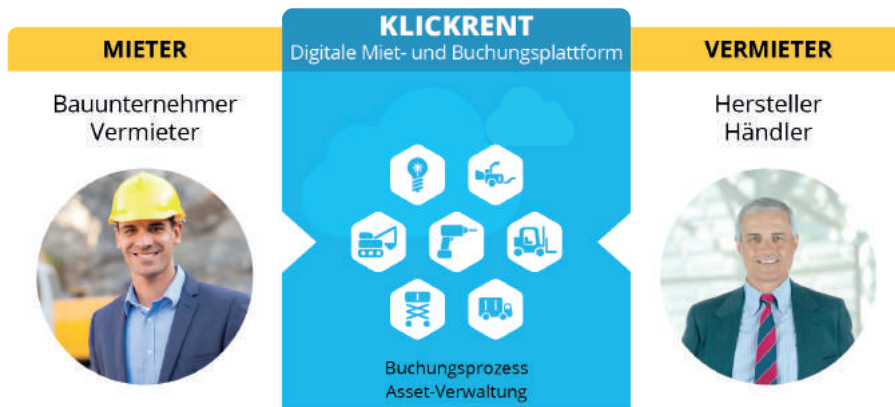 MIETER
Bauunternehmer
Vermieter
KLICKRENT
Digitale Miet- und Buchungsplattform
Buchungsprozess
Asset-Verwaltung
VERMIETER
Hersteller
Händler